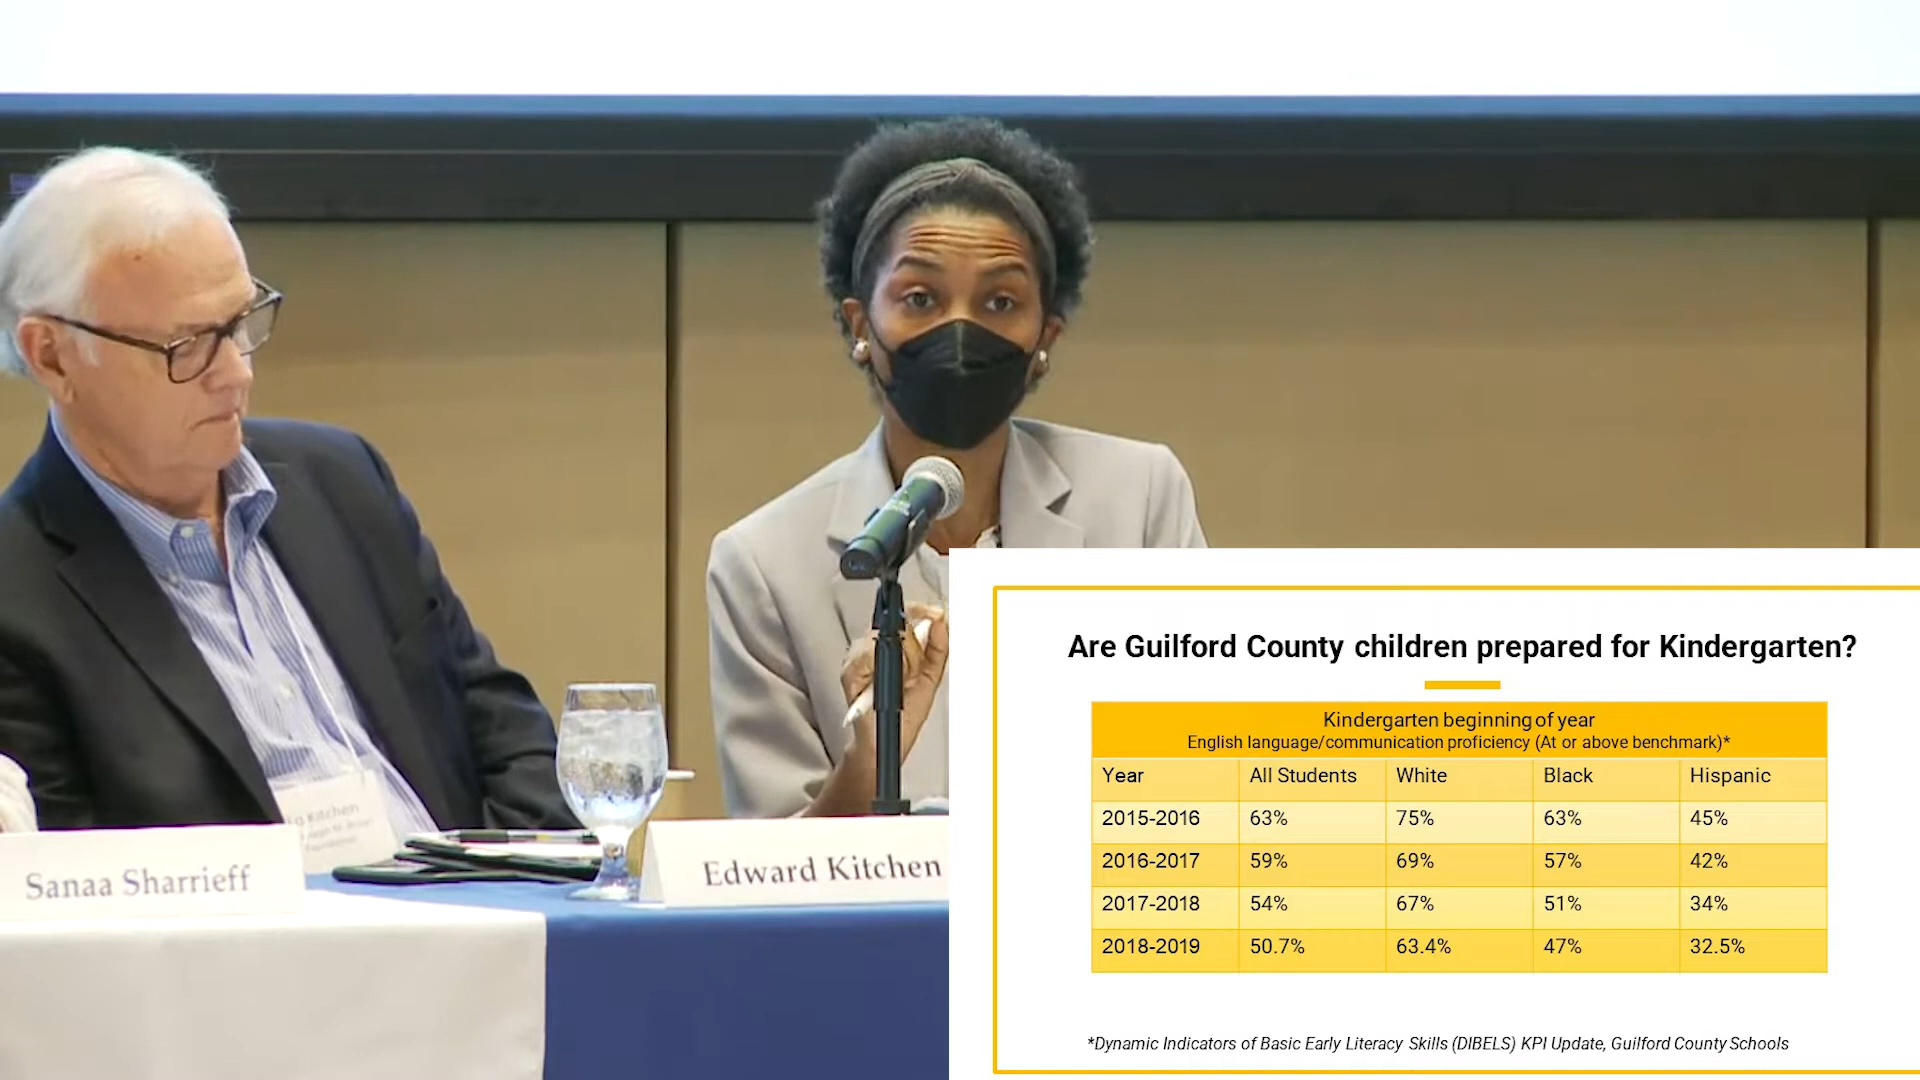 Kitchen
Sanaa Sharrieff
Edward Kitchen
Are Guilford County children prepared for Kindergarten?
Kindergarten beginning of year
English language/communication proficiency (At or above benchmark)*
Year All Students White Black Hispanic
2015-2016 63% 75% 63% 45%
2016-2017 59% 69% 57% 42%
2017-2018 54% 67% 51% 34%
2018-2019 50.7% 63.4% 47% 32.5%
*Dynamic Indicators of Basic Early Literacy Skills (DIBELS) KPI Update, Guilford County Schools